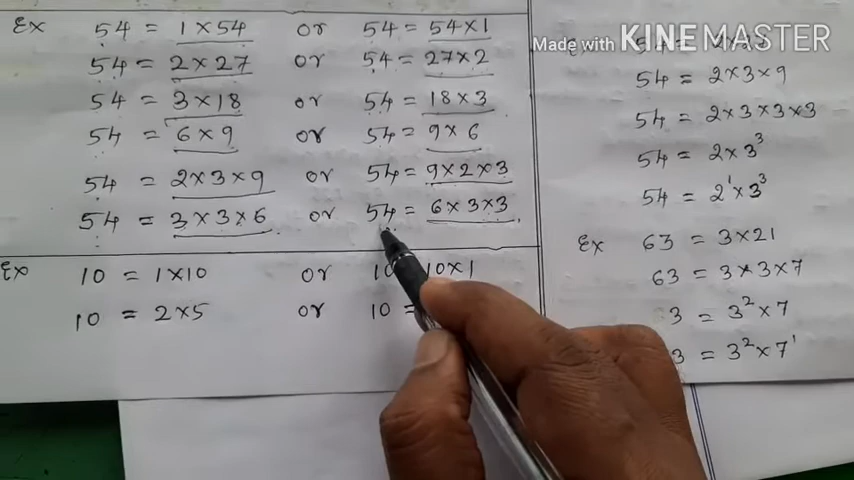 Ex 54 = 1×54 or 54 = 54×1
54 = 2×27 or 54 = 27×2
54 = 3×18 or 54 = 18×3
54 = 6×9 or 54 = 9×6
54 = 2×3×9 or 54 = 9×2×3
54 = 3×3×6 or 54 = 6×3×3
Ex 10 = 1×10 or 10 10×1
10 = 2×5 or 10 =
Made with KINEMASTER
54 = 2×3×9
54 = 2×3×3×3
54 = 2×3³
54 = 2¹×3³
Ex 63 = 3×21
63 = 3×3×7
3 = 3²×7
3 = 3²×7¹